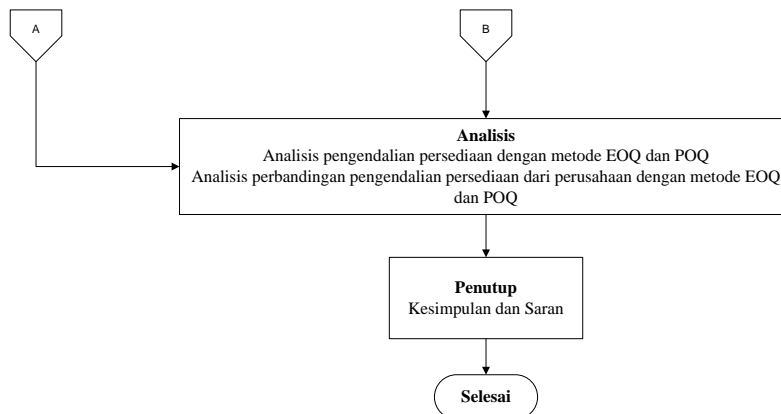 A
B
Analisis
Analisis pengendalian persediaan dengan metode EOQ dan POQ
Analisis perbandingan pengendalian persediaan dari perusahaan dengan metode EOQ
dan POQ
Penutup
Kesimpulan dan Saran
Selesai